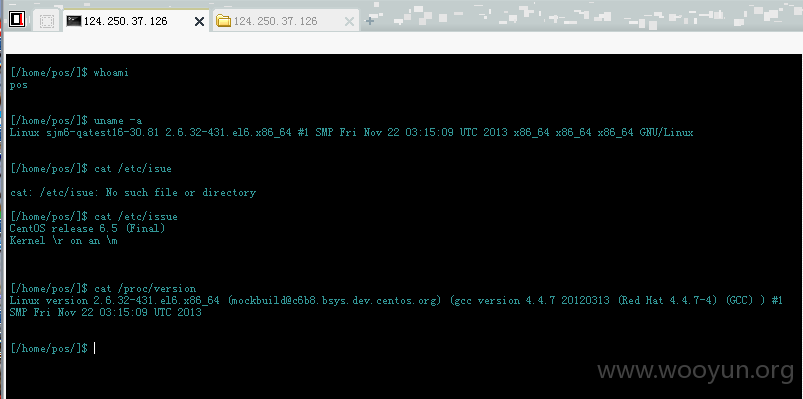 124.250.37.126
124.250.37.126
[/home/pos/]$ whoami
pos
[/home/pos/]$ uname -a
Linux sjm6-qatest16-30.81 2.6.32-431.el6.x86_64 #1 SMP Fri Nov 22 03:15:09 UTC 2013 x86_64 x86_64 x86_64 GNU/Linux
[/home/pos/]$ cat /etc/isue
cat: /etc/isue: No such file or directory
[/home/pos/]$ cat /etc/issue
CentOS release 6.5 (Final)
Kernel \r on an \m
[/home/pos/]$ cat /proc/version
Linux version 2.6.32-431.el6.x86_64 (mockbuild@c6b8.bsys.dev.centos.org) (gcc version 4.4.7 20120313 (Red Hat 4.4.7-4) (GCC) ) #1
SMP Fri Nov 22 03:15:09 UTC 2013
[/home/pos/]$
www.wooyun.org